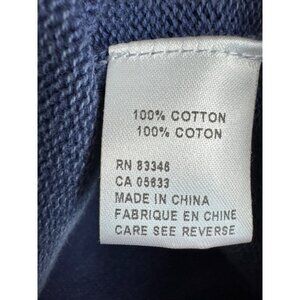 100% COTTON
100% COTON
RN 83346
CA 05633
MADE IN CHINA
FABRIQUE EN CHINE
CARE SEE REVERSE